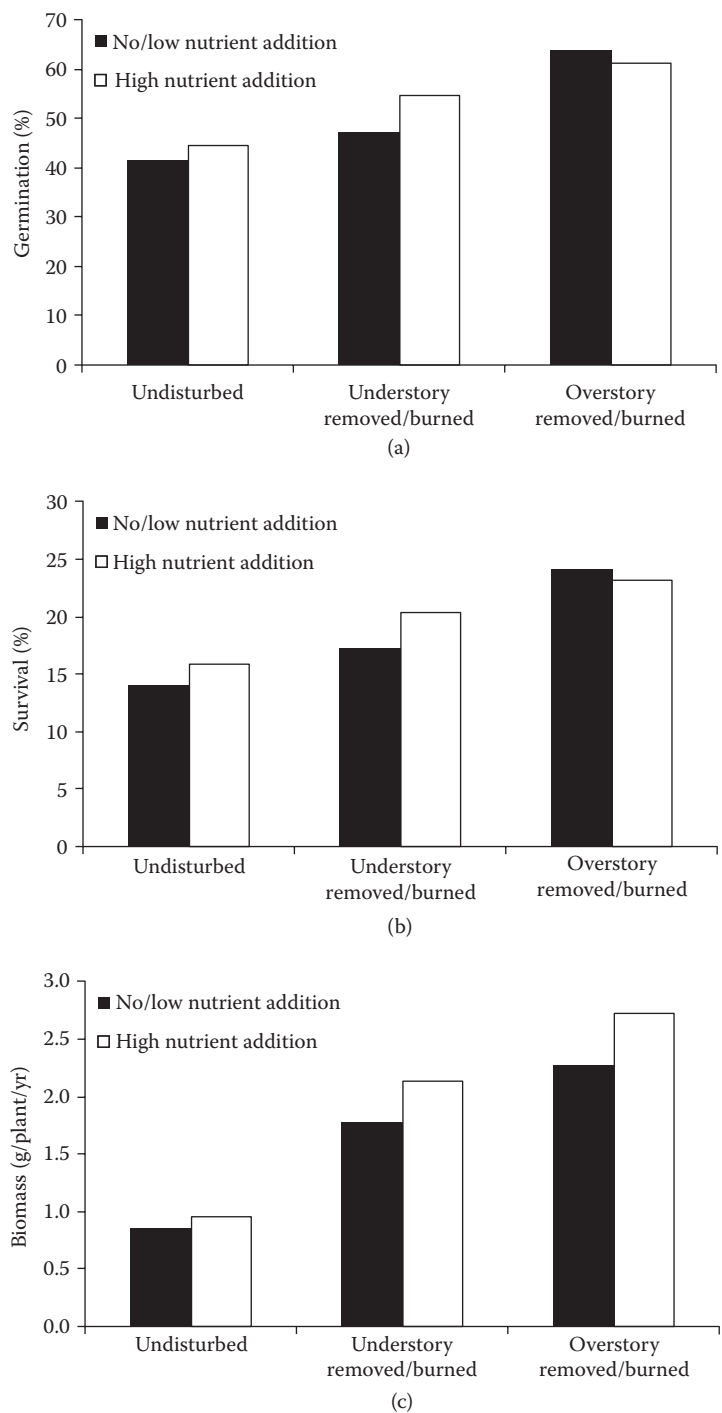 70
60
50
40
30
20
10
0
Germination (%)
No/low nutrient addition
High nutrient addition
Undisturbed
Understory
removed/burned
Overstory
removed/burned
(a)
30
25
20
15
10
5
0
Survival (%)
No/low nutrient addition
High nutrient addition
Undisturbed
Understory
removed/burned
Overstory
removed/burned
(b)
3.0
2.5
2.0
1.5
1.0
0.5
0.0
Biomass (g/plant/yr)
No/low nutrient addition
High nutrient addition
Undisturbed
Understory
removed/burned
Overstory
removed/burned
(c)